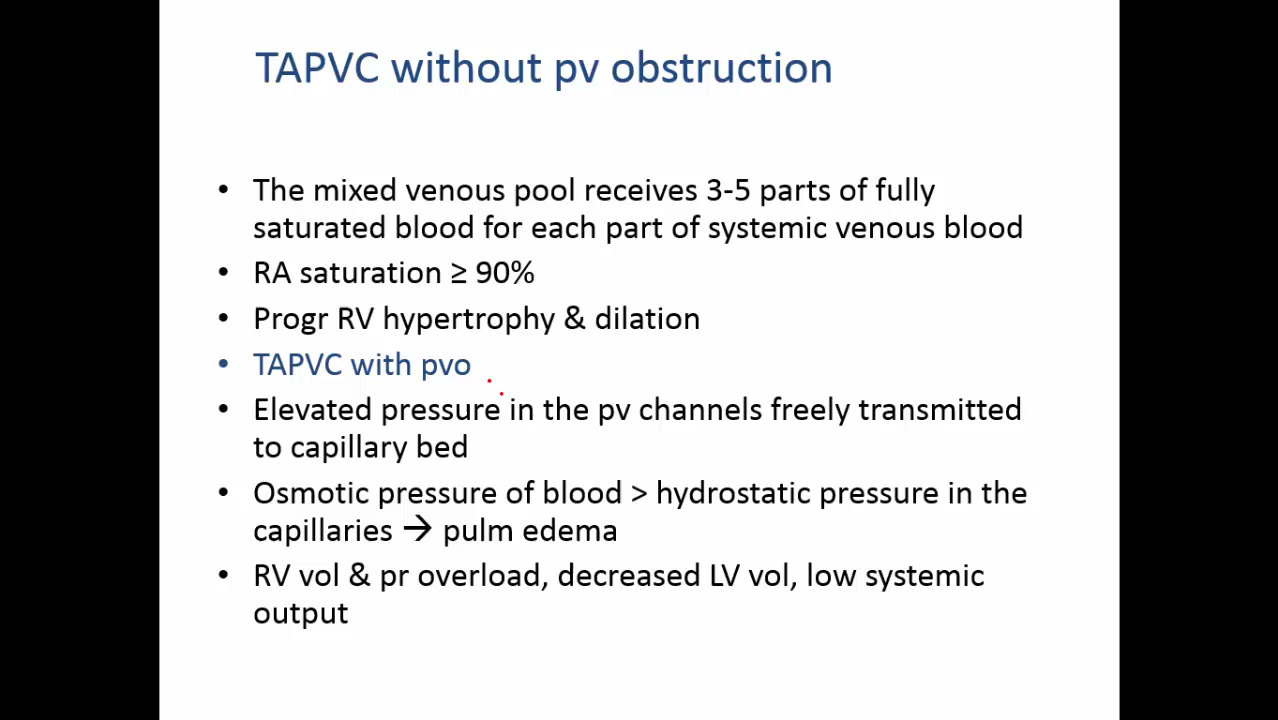 TAPVC without pv obstruction
• The mixed venous pool receives 3-5 parts of fully
saturated blood for each part of systemic venous blood
• RA saturation ≥ 90%
• Progr RV hypertrophy & dilation
• TAPVC with pvo
• Elevated pressure in the pv channels freely transmitted
to capillary bed
• Osmotic pressure of blood > hydrostatic pressure in the
capillaries → pulm edema
• RV vol & pr overload, decreased LV vol, low systemic
output